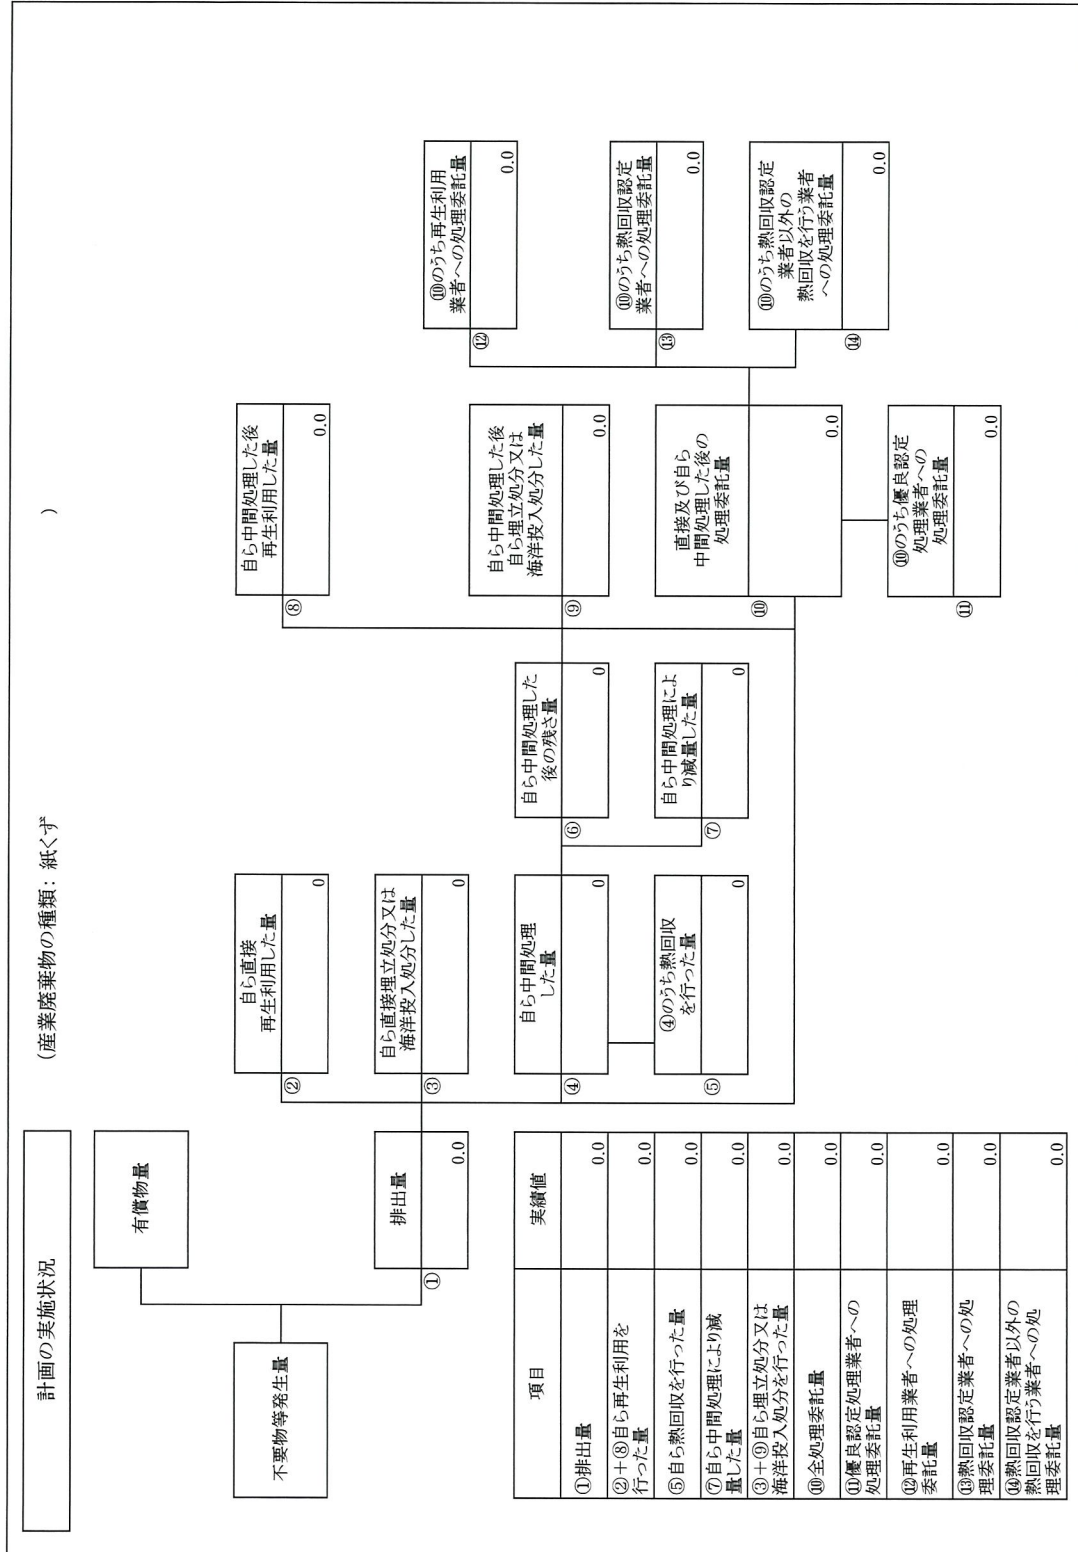 計画の実施状況
(産業廃棄物の種類：紙くず
)
不要物等発生量
有償物量
排出量
①
0.0
自ら直接
再生利用した量
②
0
自ら直接埋立処分又は
海洋投入処分した量
③
0
自ら中間処理
した量
④
0
④のうち熱回収
を行った量
⑤
0
自ら中間処理した
後の残さ量
⑥
0
自ら中間処理によ
り減量した量
⑦
0
自ら中間処理した後
再生利用した量
⑧
0.0
自ら中間処理した後
自ら埋立処分又は
海洋投入処分した量
⑨
0.0
直接及び自ら
中間処理した後の
処理委託量
⑩
0.0
⑩のうち優良認定
処理業者への
処理委託量
⑪
0.0
⑩のうち再生利用
業者への処理委託量
⑫
0.0
⑩のうち熱回収認定
業者への処理委託量
⑬
0.0
⑩のうち熱回収認定
業者以外の
熱回収を行う業者
への処理委託量
⑭
0.0
項目
実績値
①排出量
0.0
②＋⑧自ら再生利用を
行った量
0.0
⑤自ら熱回収を行った量
0.0
⑦自ら中間処理により減
量した量
0.0
③＋⑨自ら埋立処分又は
海洋投入処分を行った量
0.0
⑩全処理委託量
0.0
⑪優良認定処理業者への
処理委託量
0.0
⑫再生利用業者への処理
委託量
0.0
⑬熱回収認定業者への処
理委託量
0.0
⑭熱回収認定業者以外の
熱回収を行う業者への処
理委託量
0.0